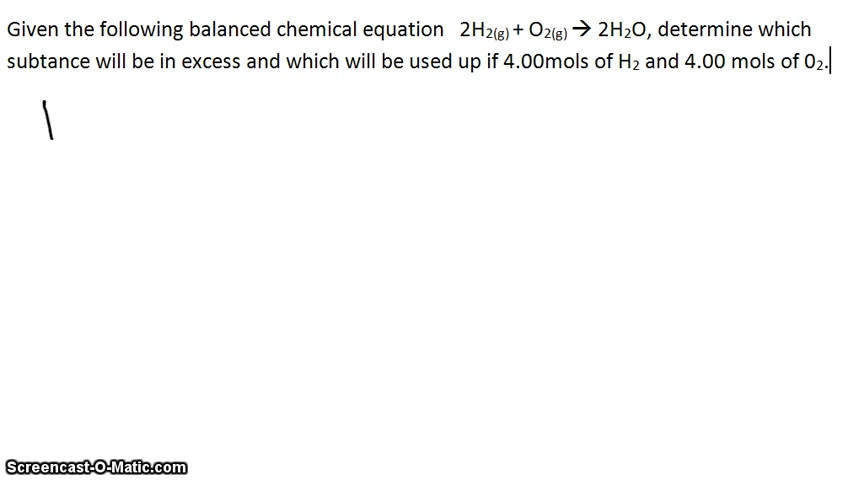 Given the following balanced chemical equation 2H₂₍g₎ + O₂₍g₎ → 2H₂O, determine which
subtance will be in excess and which will be used up if 4.00mols of H₂ and 4.00 mols of 0₂.
Screencast-O-Matic.com